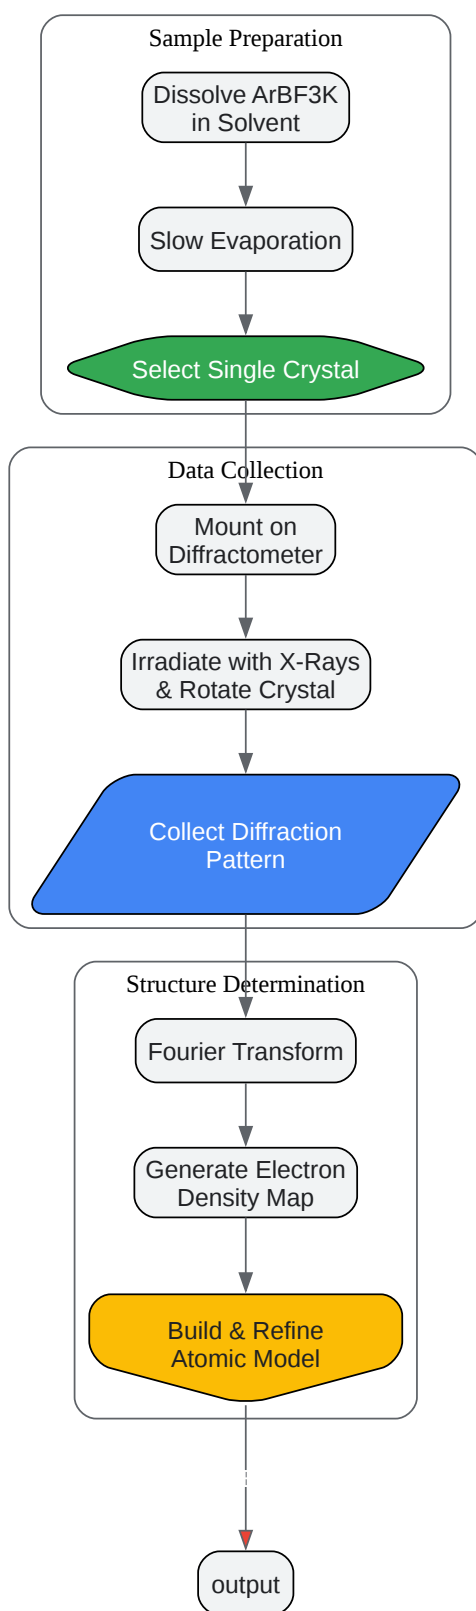 Sample Preparation
Dissolve ArBF3K
in Solvent
Slow Evaporation
Select Single Crystal
Data Collection
Mount on
Diffractometer
Irradiate with X-Rays
& Rotate Crystal
Collect Diffraction
Pattern
Structure Determination
Fourier Transform
Generate Electron
Density Map
Build & Refine
Atomic Model
output